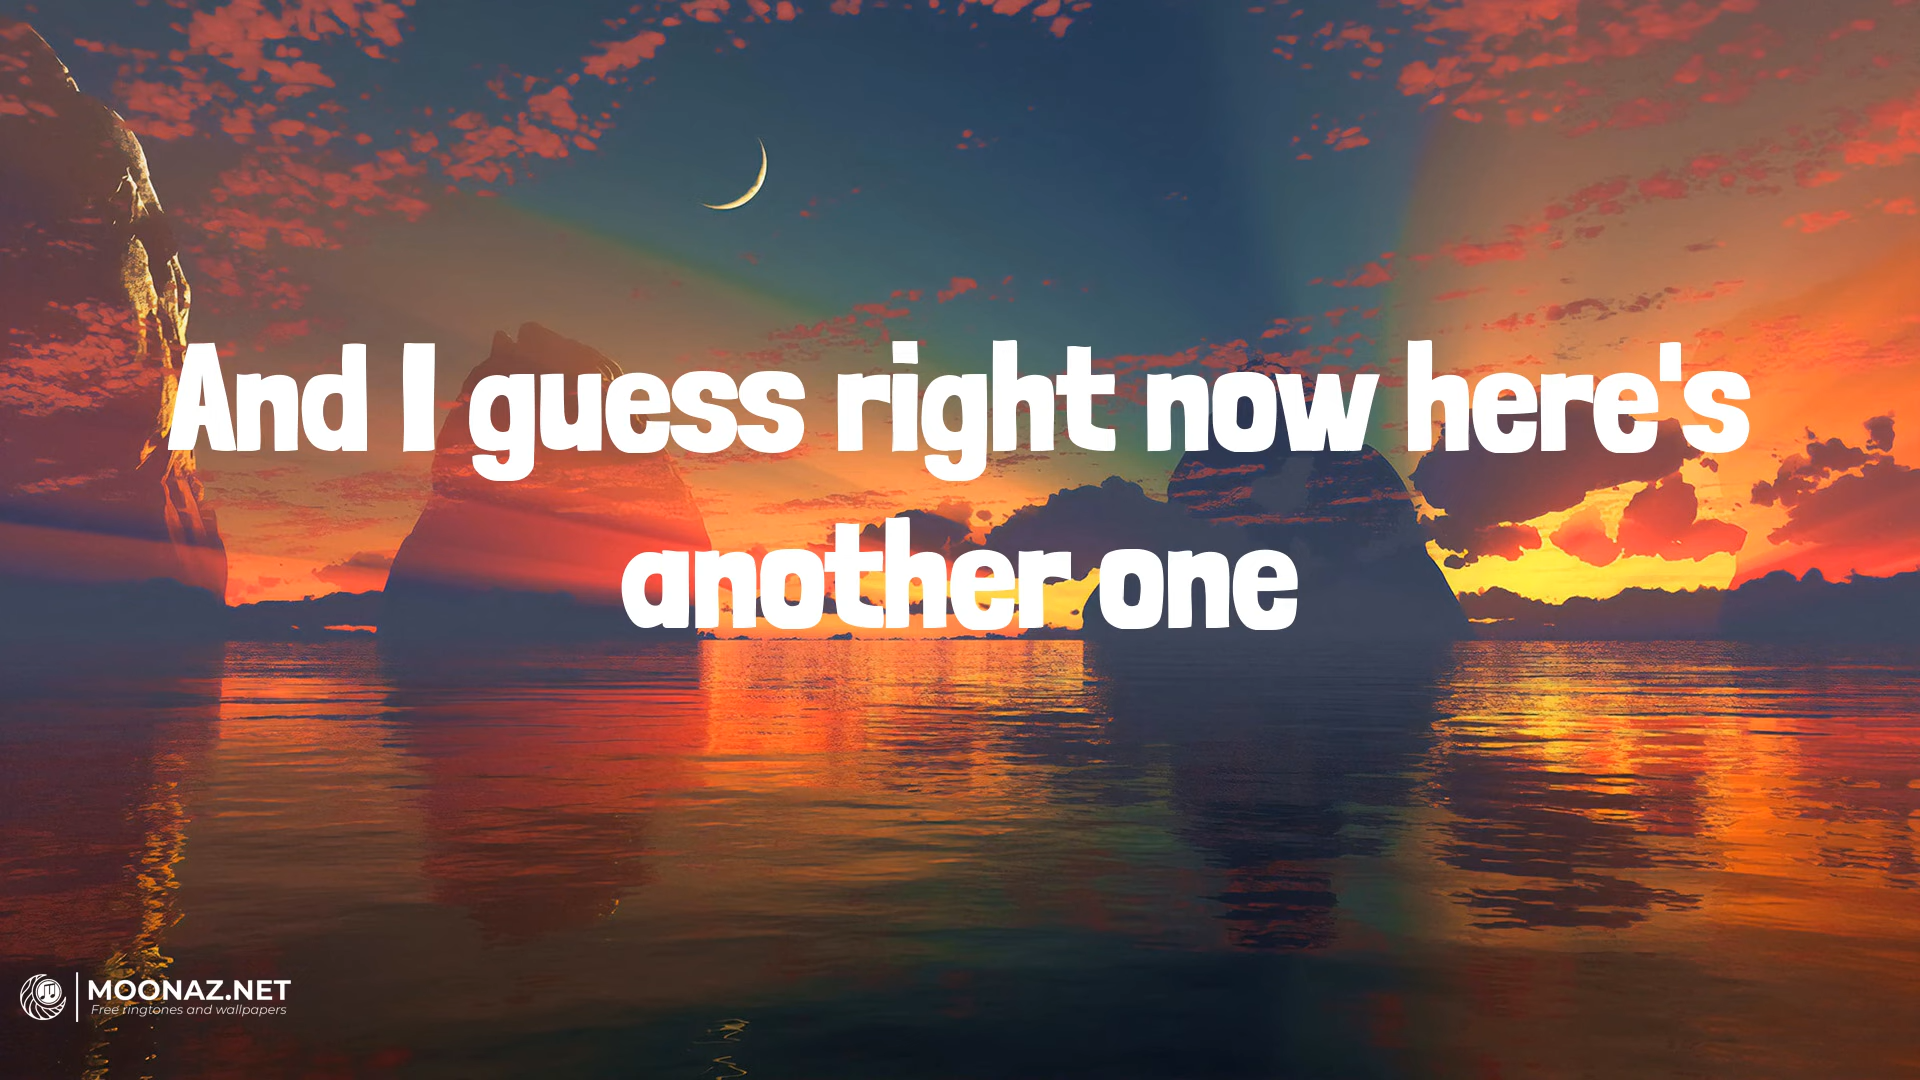 And I guess right now here's
another one
MOONAZ.NET
Free ringtones and wallpapers